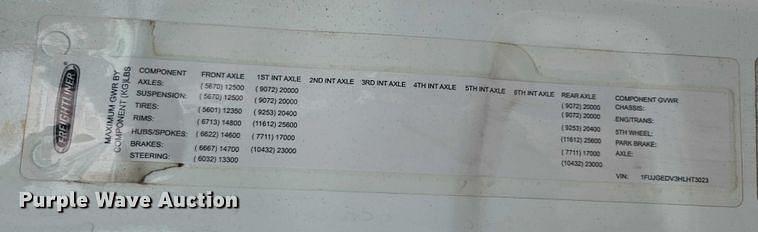 FREIGHTLINER
MAXIMUM GWR BY
COMPONENT (KG)LBS
COMPONENT FRONT AXLE 1ST INT AXLE 2ND INT AXLE 3RD INT AXLE 4TH INT AXLE 5TH INT AXLE 6TH INT AXLE REAR AXLE COMPONENT GVWR
AXLES: (5670) 12500 (9072) 20000 (9072) 20000 CHASSIS:
SUSPENSION: (5670) 12500 (9072) 20000 (9072) 20000 ENG/TRANS:
TIRES: (5601) 12350 (9253) 20400 (9253) 20400 5TH WHEEL:
RIMS: (6713) 14800 (11612) 25600 (11612) 25600 PARK BRAKE:
HUBS/SPOKES: (6622) 14600 (7711) 17000 (7711) 17000 AXLE:
BRAKES: (6667) 14700 (10432) 23000 (10432) 23000
STEERING: (6032) 13300
VIN: 1FUJGEDV3HLHT3023
Purple Wave Auction